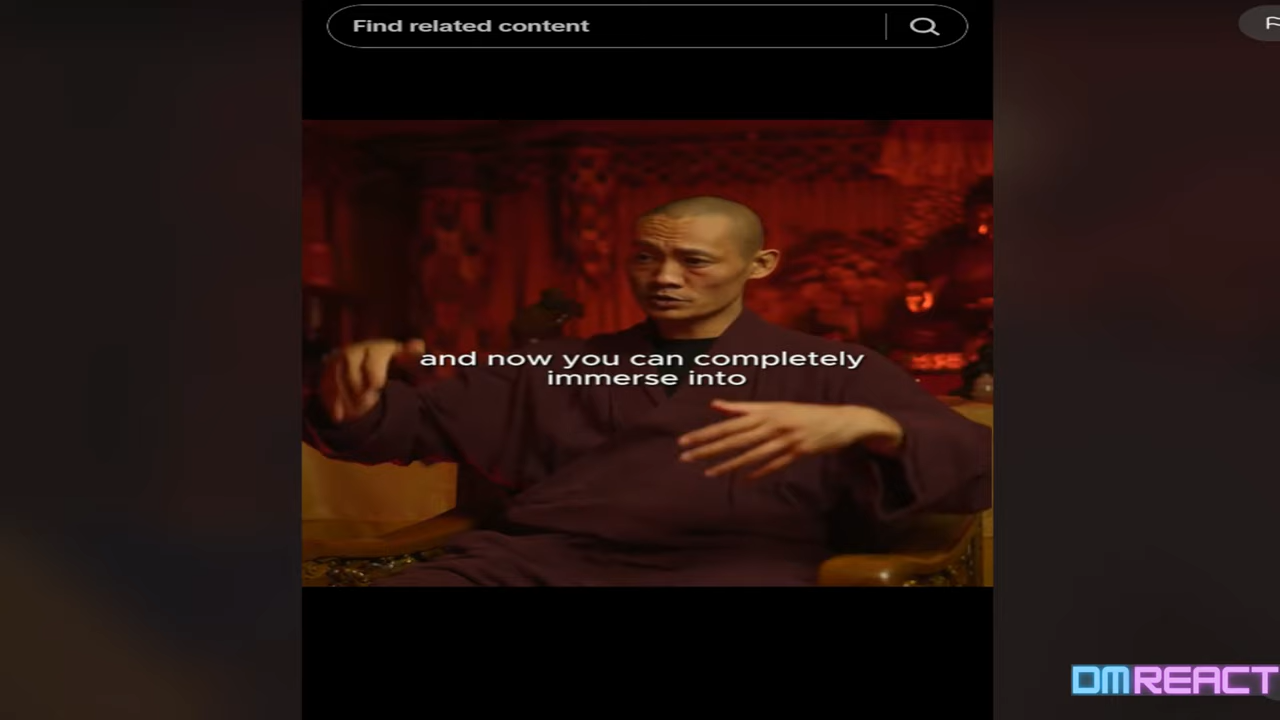 Find related content
and now you can completely
immerse into
DMREACT